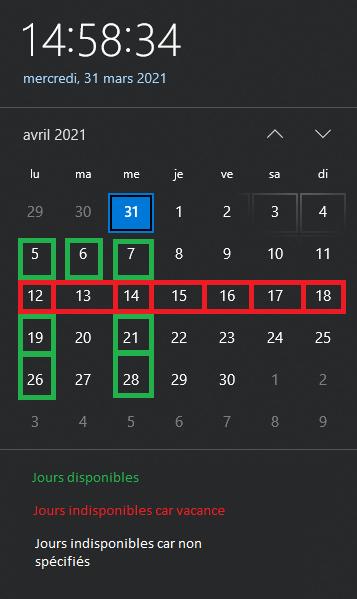 14:58:34
mercredi, 31 mars 2021
avril 2021
lu ma me je ve sa di
29 30 31 1 2 3 4
5 6 7 8 9 10 11
12 13 14 15 16 17 18
19 20 21 22 23 24 25
26 27 28 29 30 1 2
3 4 5 6 7 8 9
Jours disponibles
Jours indisponibles car vacance
Jours indisponibles car non
spécifiés